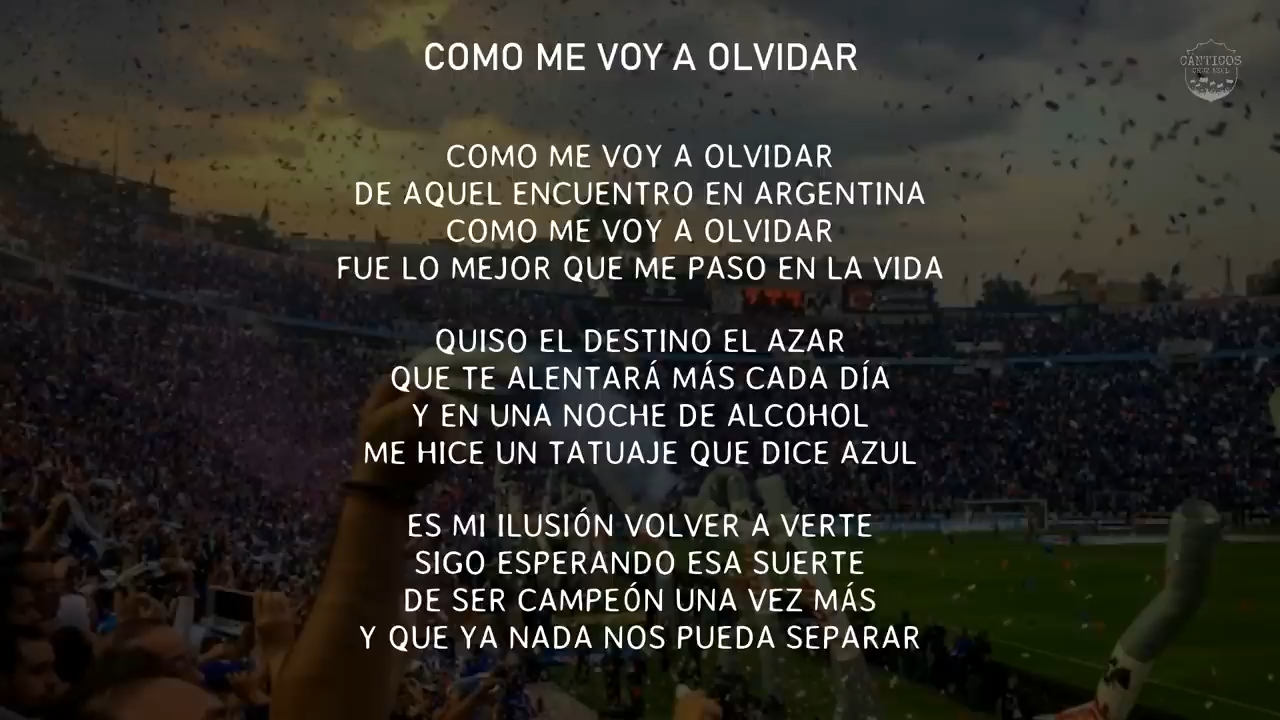 COMO ME VOY A OLVIDAR
CÁNTICOS
CRUZ AZUL
COMO ME VOY A OLVIDAR
DE AQUEL ENCUENTRO EN ARGENTINA
COMO ME VOY A OLVIDAR
FUE LO MEJOR QUE ME PASO EN LA VIDA
QUISO EL DESTINO EL AZAR
QUE TE ALENTARÁ MÁS CADA DÍA
Y EN UNA NOCHE DE ALCOHOL
ME HICE UN TATUAJE QUE DICE AZUL
ES MI ILUSIÓN VOLVER A VERTE
SIGO ESPERANDO ESA SUERTE
DE SER CAMPEÓN UNA VEZ MÁS
Y QUE YA NADA NOS PUEDA SEPARAR